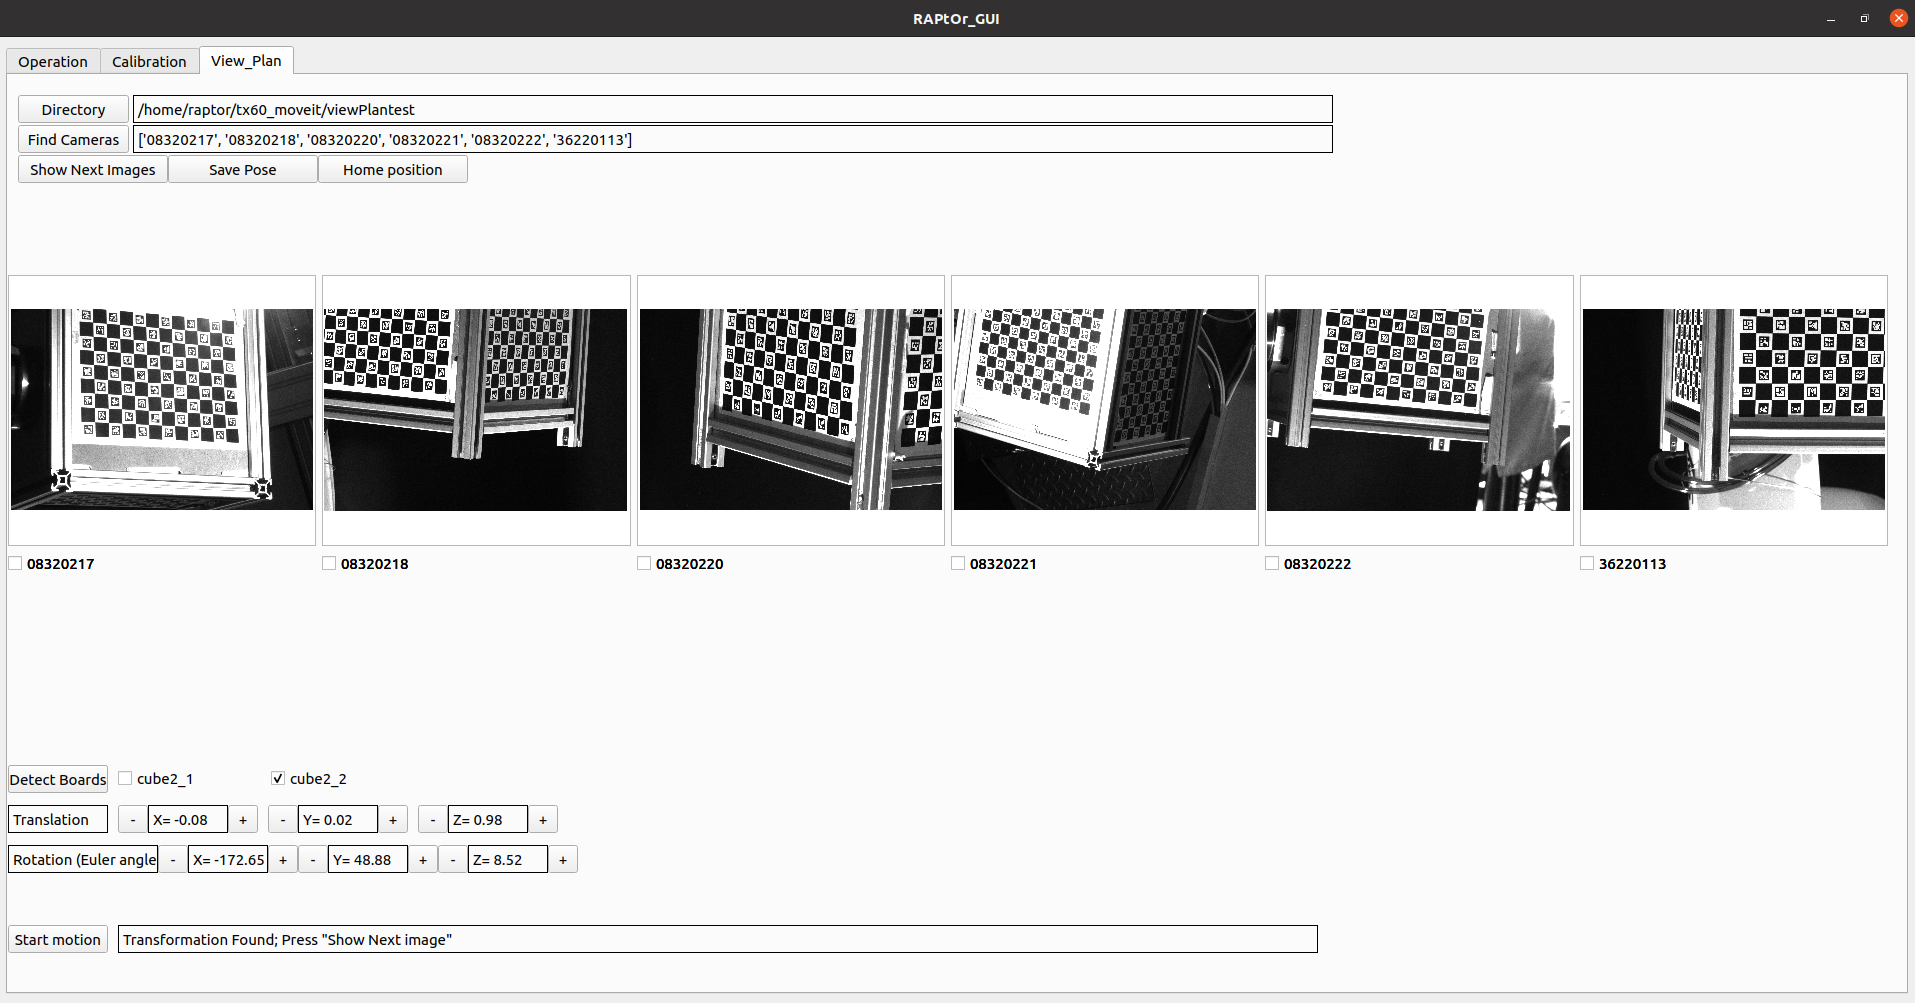 RAPtOr_GUI
Operation Calibration View_Plan
Directory /home/raptor/tx60_moveit/viewPlantest
Find Cameras ['08320217', '08320218', '08320220', '08320221', '08320222', '36220113']
Show Next Images Save Pose Home position
08320217 08320218 08320220 08320221 08320222 36220113
Detect Boards cube2_1 cube2_2
Translation - X= -0.08 + - Y= 0.02 + - Z= 0.98 +
Rotation (Euler angle - X= -172.65 + - Y= 48.88 + - Z= 8.52 +
Start motion Transformation Found; Press "Show Next image"